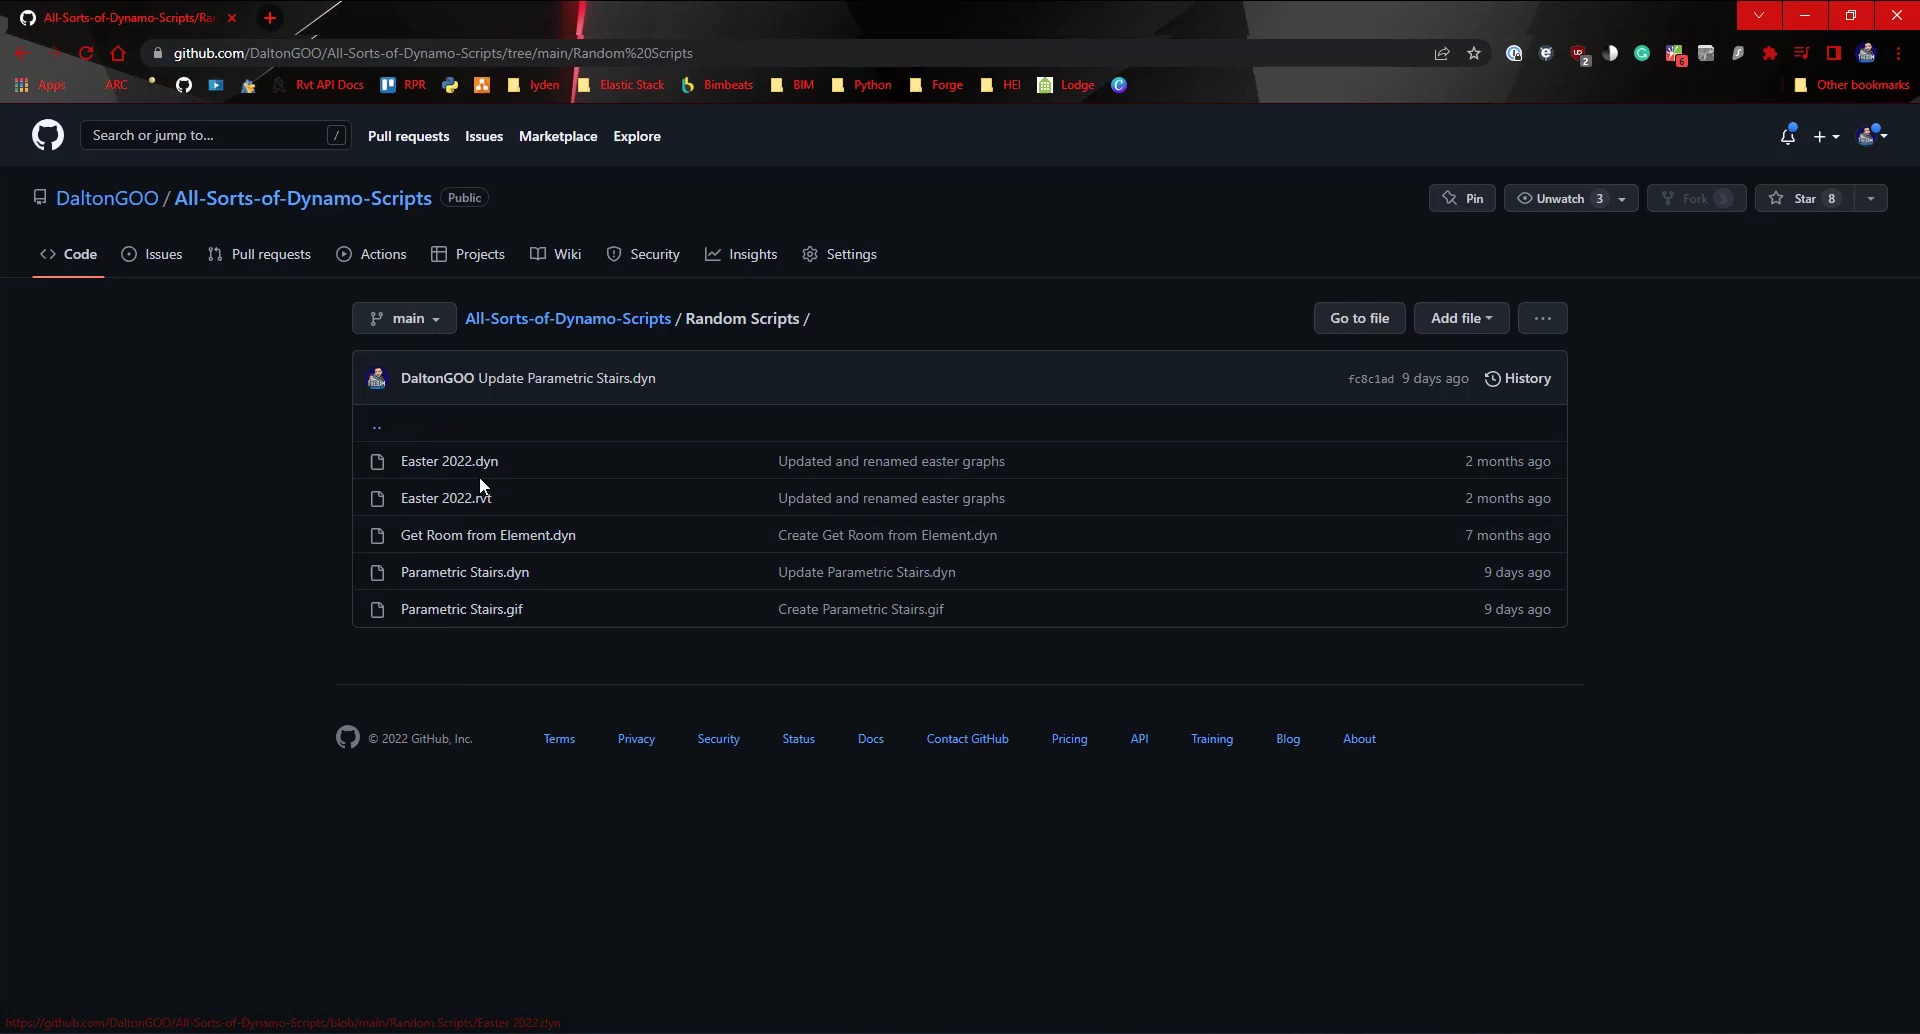 All-Sorts-of-Dynamo-Scripts/Ra
github.com/DaltonGOO/All-Sorts-of-Dynamo-Scripts/tree/main/Random%20Scripts
2
6
Apps ARC Rvt API Docs RPR Iyden Elastic Stack Bimbeats BIM Python Forge HEI Lodge Other bookmarks
Search or jump to... / Pull requests Issues Marketplace Explore
DaltonGOO / All-Sorts-of-Dynamo-Scripts Public Pin Unwatch 3 Fork 5 Star 8
Code Issues Pull requests Actions Projects Wiki Security Insights Settings
main All-Sorts-of-Dynamo-Scripts / Random Scripts / Go to file Add file ...
DaltonGOO Update Parametric Stairs.dyn fc8c1ad 9 days ago History
..
Easter 2022.dyn Updated and renamed easter graphs 2 months ago
Easter 2022.rvt Updated and renamed easter graphs 2 months ago
Get Room from Element.dyn Create Get Room from Element.dyn 7 months ago
Parametric Stairs.dyn Update Parametric Stairs.dyn 9 days ago
Parametric Stairs.gif Create Parametric Stairs.gif 9 days ago
© 2022 GitHub, Inc. Terms Privacy Security Status Docs Contact GitHub Pricing API Training Blog About
https://github.com/DaltonGOO/All-Sorts-of-Dynamo-Scripts/blob/main/Random Scripts/Easter 2022.dyn